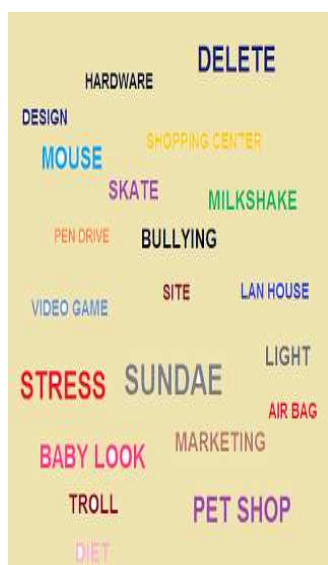 DELETE
HARDWARE
DESIGN
SHOPPING CENTER
MOUSE
SKATE
MILKSHAKE
PEN DRIVE
BULLYING
SITE
LAN HOUSE
VIDEO GAME
LIGHT
STRESS
SUNDAE
AIR BAG
MARKETING
BABY LOOK
TROLL
PET SHOP
DIET